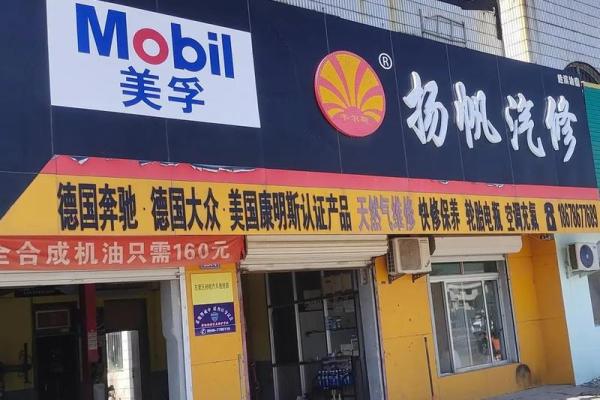 Mobil
美孚
®
扬帆汽修
德国奔驰·德国大众·美国康明斯认证产品 天然气维修 快修保养 轮胎电瓶 空调充氟
全合成机油只需160元